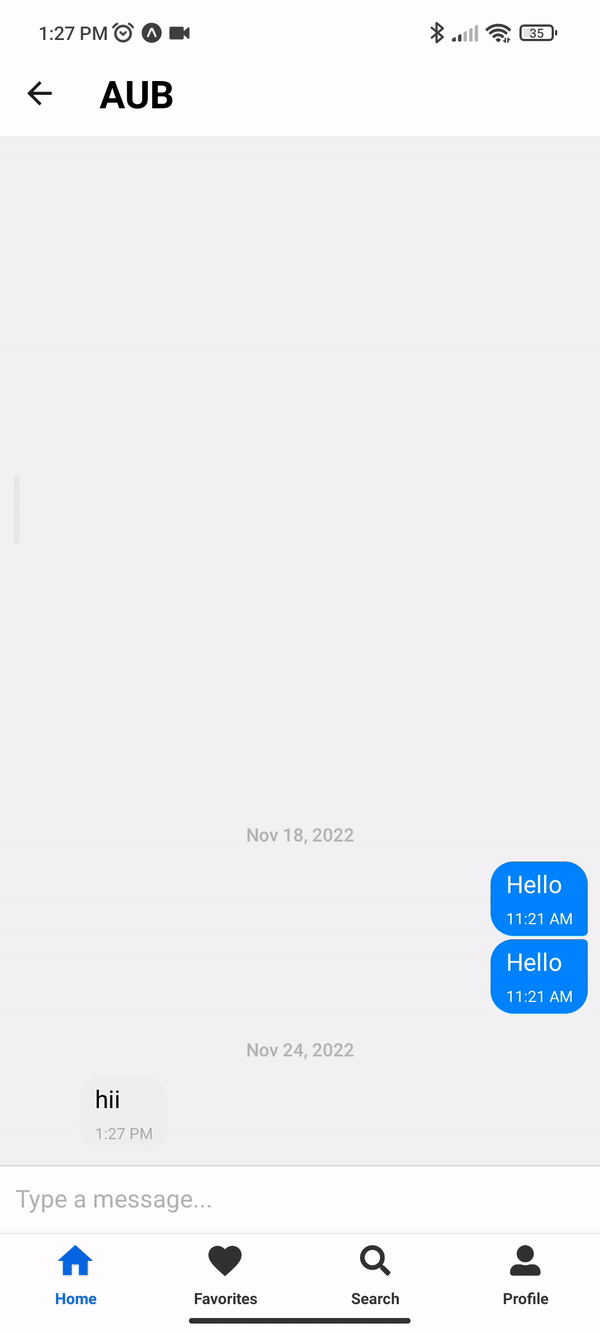 1:27 PM
35
AUB
Nov 18, 2022
Hello
11:21 AM
Hello
11:21 AM
Nov 24, 2022
hii
1:27 PM
Type a message...
Home Favorites Search Profile